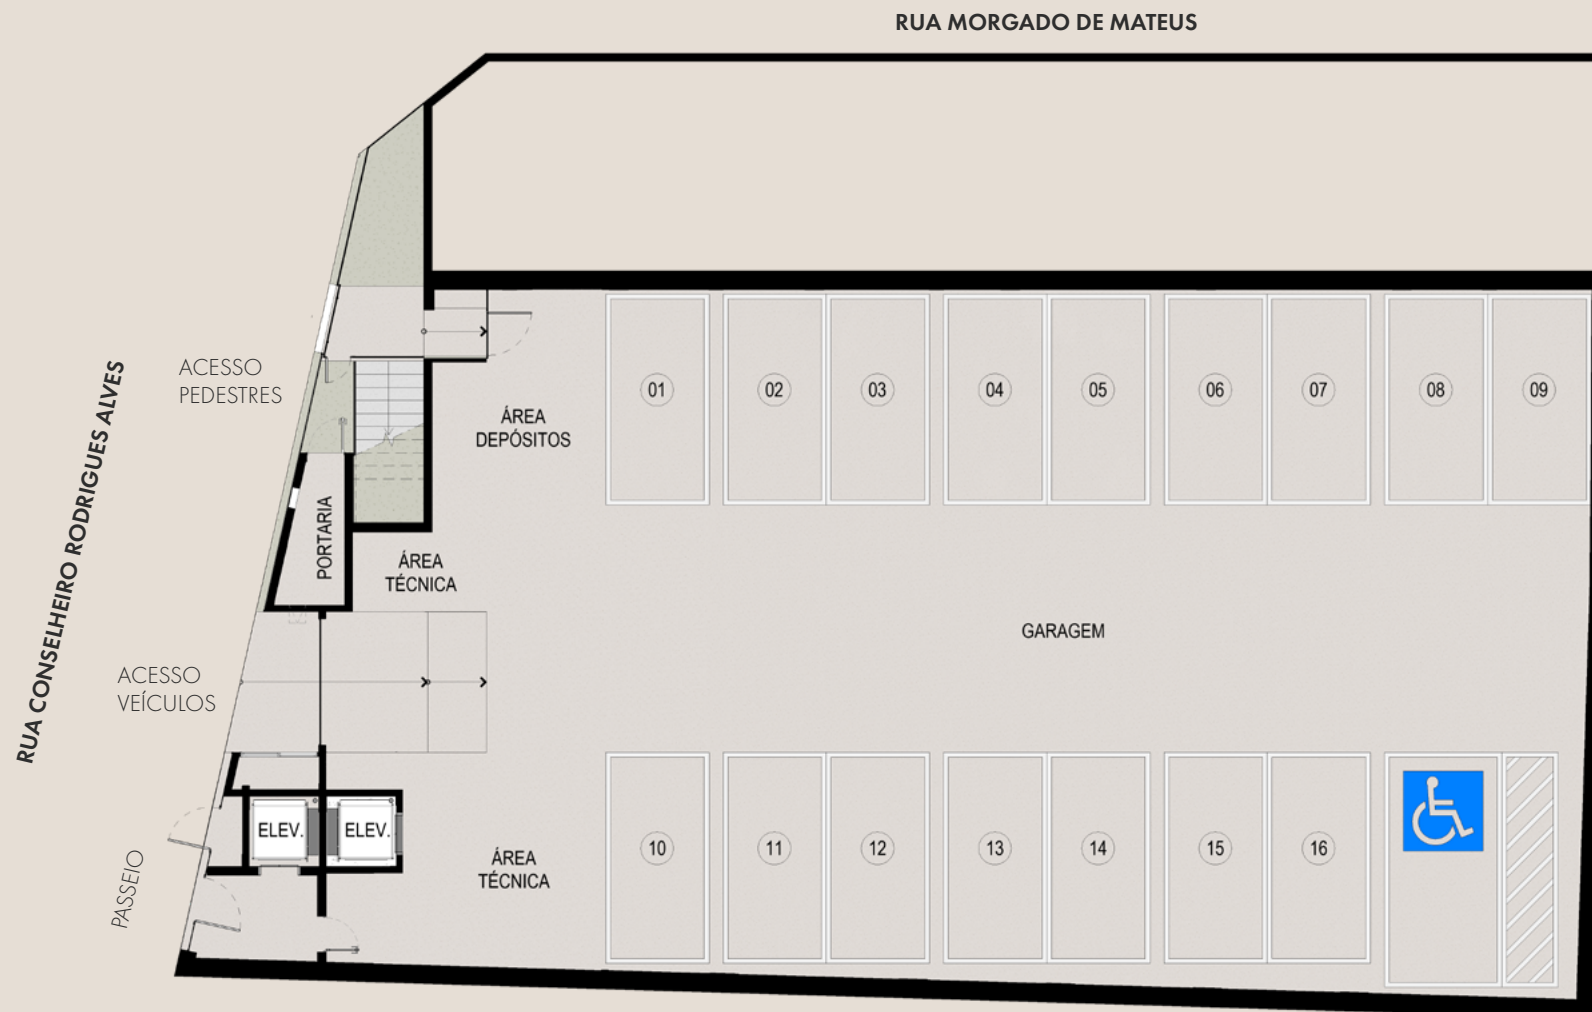 RUA MORGADO DE MATEUS
RUA CONSELHEIRO RODRIGUES ALVES
ACESSO
PEDESTRES
01
02
03
04
05
06
07
08
09
ÁREA
DEPÓSITOS
PORTARIA
ÁREA
TÉCNICA
GARAGEM
ACESSO
VEÍCULOS
ELEV.
ELEV.
ÁREA
TÉCNICA
10
11
12
13
14
15
16
PASSEIO